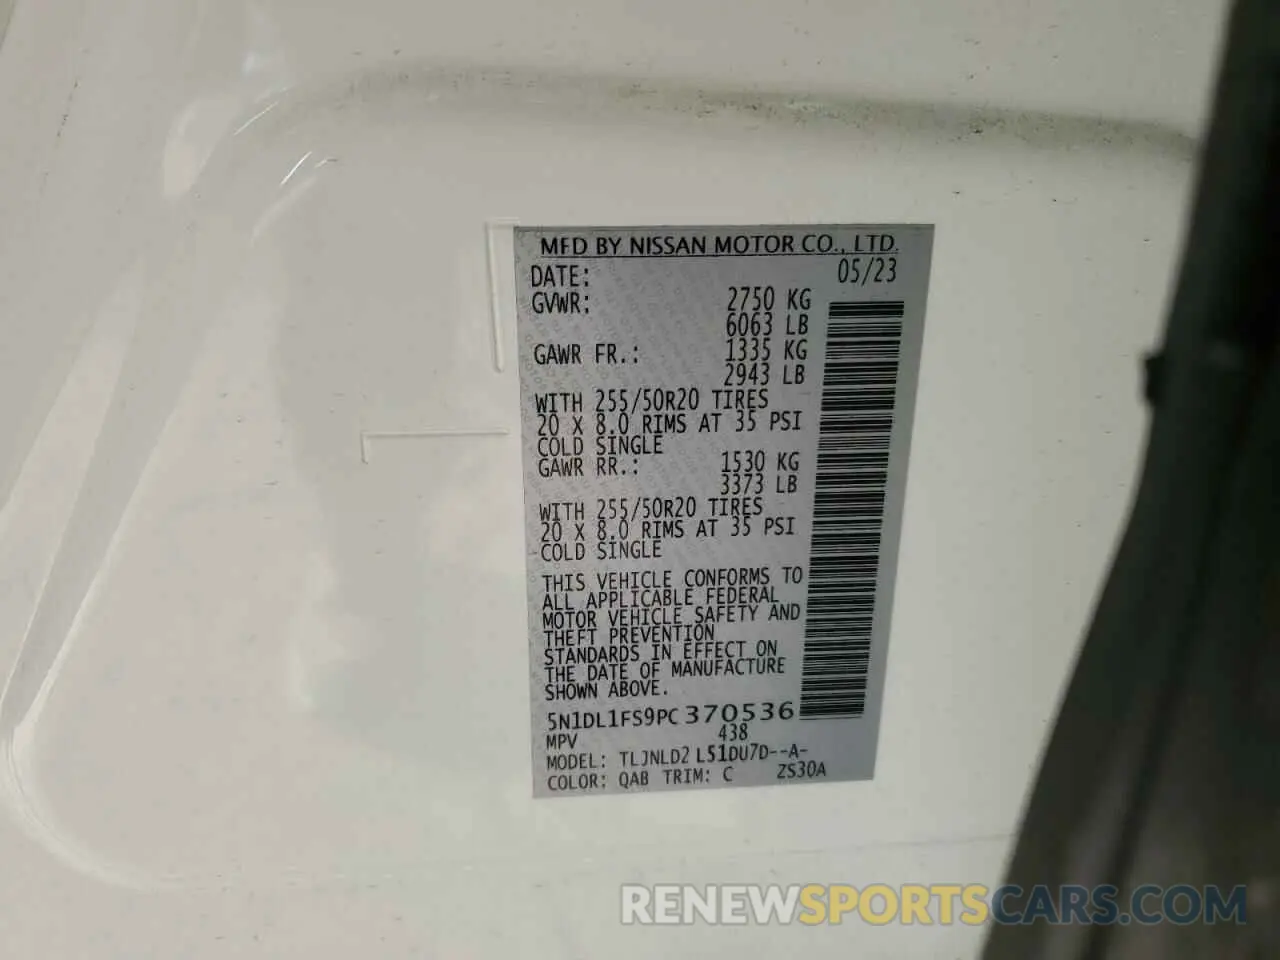 MFD BY NISSAN MOTOR CO., LTD.
DATE: 05/23
GVWR: 2750 KG
6063 LB
GAWR FR.: 1335 KG
2943 LB
WITH 255/50R20 TIRES
20 X 8.0 RIMS AT 35 PSI
COLD SINGLE
GAWR RR.: 1530 KG
3373 LB
WITH 255/50R20 TIRES
20 X 8.0 RIMS AT 35 PSI
COLD SINGLE
THIS VEHICLE CONFORMS TO
ALL APPLICABLE FEDERAL
MOTOR VEHICLE SAFETY AND
THEFT PREVENTION
STANDARDS IN EFFECT ON
THE DATE OF MANUFACTURE
SHOWN ABOVE.
5N1DL1FS9PC370536
MPV 438
MODEL: TLJNLD2 L51DU7D--A-
COLOR: QAB TRIM: C 2S30A
RENEWSPORTSCARS.COM